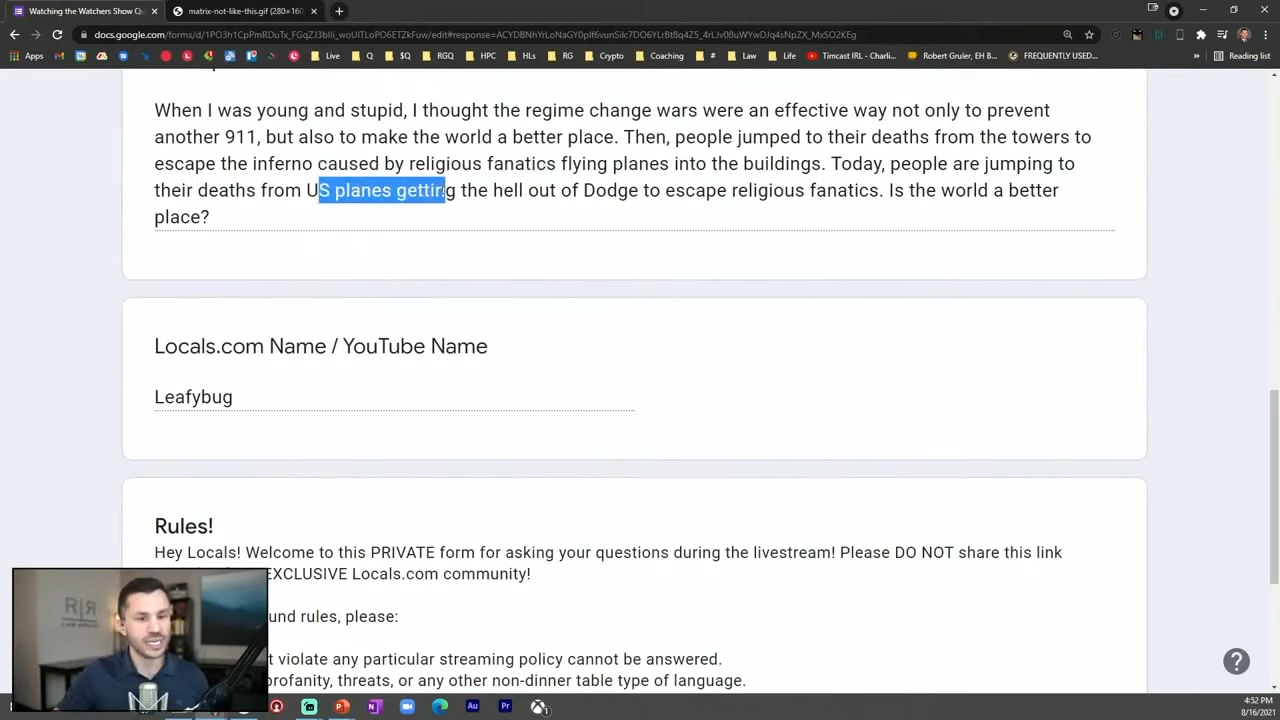 Watching the Watchers Show Q
matrix-not-like-this.gif (280×160
docs.google.com/forms/d/1PO3h1CpPmRDuTx_FGqZJ3blIi_woUITLoPO6ETZkFuw/edit#response=ACYDBNhYrLoNaGY0pIf6vunSiIc7DO6YLrBt8q4Z5_4rLJv08uWYwDJq4sNpZX_MxSO2KEg
Apps Live Q $Q RGQ HPC HLs RG Crypto Coaching # Law Life Timcast IRL - Charli... Robert Gruler, EH B... FREQUENTLY USED... » Reading list
When I was young and stupid, I thought the regime change wars were an effective way not only to prevent
another 911, but also to make the world a better place. Then, people jumped to their deaths from the towers to
escape the inferno caused by religious fanatics flying planes into the buildings. Today, people are jumping to
their deaths from US planes getting the hell out of Dodge to escape religious fanatics. Is the world a better
place?
Locals.com Name / YouTube Name
Leafybug
Rules!
Hey Locals! Welcome to this PRIVATE form for asking your questions during the livestream! Please DO NOT share this link
EXCLUSIVE Locals.com community!
und rules, please:
t violate any particular streaming policy cannot be answered.
profanity, threats, or any other non-dinner table type of language.
R|R
4:52 PM
8/16/2021